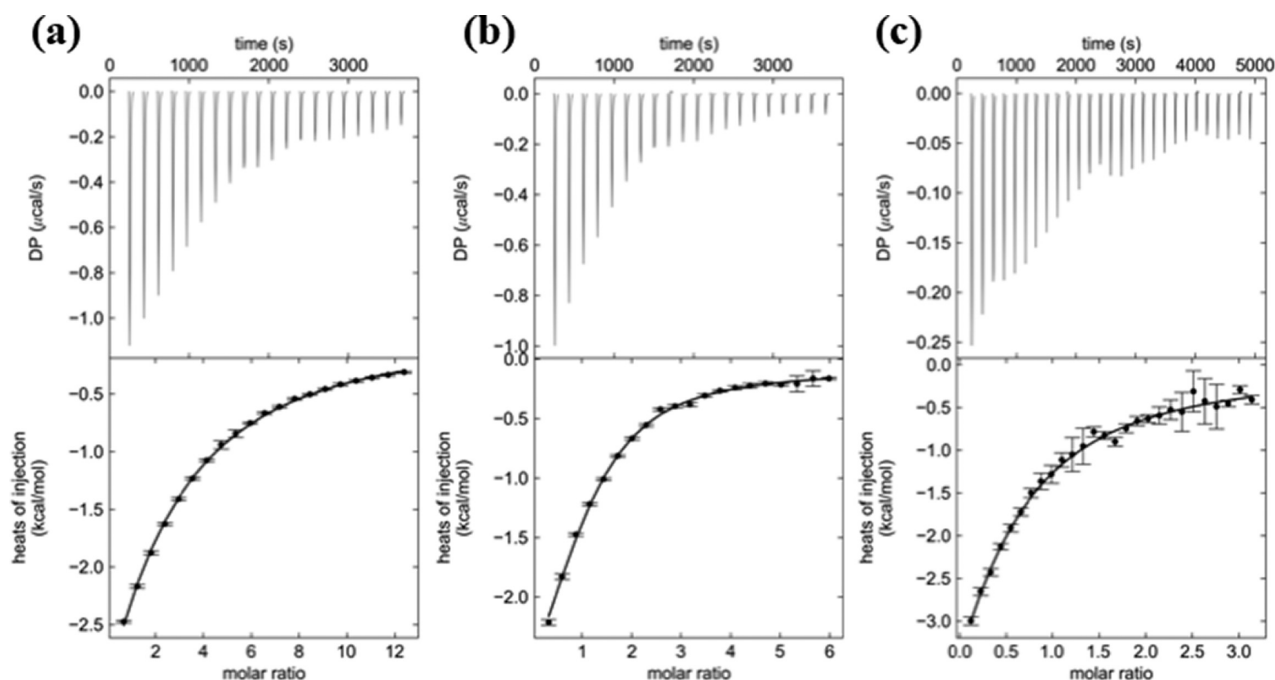 (a)
time (s)
0 1000 2000 3000
0.0
−0.2
−0.4
−0.6
−0.8
−1.0
DP (μcal/s)
−0.5
−1.0
−1.5
−2.0
−2.5
heats of injection
(kcal/mol)
2 4 6 8 10 12
molar ratio
(b)
time (s)
0 1000 2000 3000
0.0
−0.2
−0.4
−0.6
−0.8
−1.0
DP (μcal/s)
0.0
−0.5
−1.0
−1.5
−2.0
heats of injection
(kcal/mol)
1 2 3 4 5 6
molar ratio
(c)
time (s)
0 1000 2000 3000 4000 5000
0.00
−0.05
−0.10
−0.15
−0.20
−0.25
DP (μcal/s)
0.0
−0.5
−1.0
−1.5
−2.0
−2.5
−3.0
heats of injection
(kcal/mol)
0.0 0.5 1.0 1.5 2.0 2.5 3.0
molar ratio